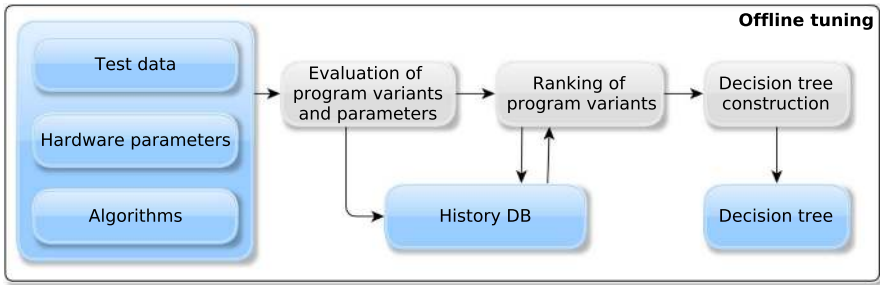 Offline tuning
Test data
Hardware parameters
Algorithms
Evaluation of
program variants
and parameters
Ranking of
program variants
Decision tree
construction
History DB
Decision tree